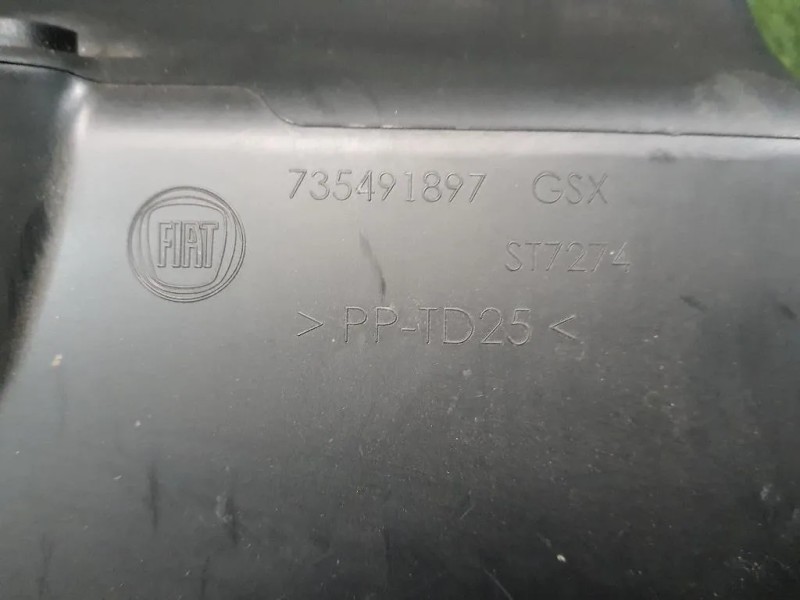 735491897 GSX
FIAT
ST7274
> PP-TD25 <